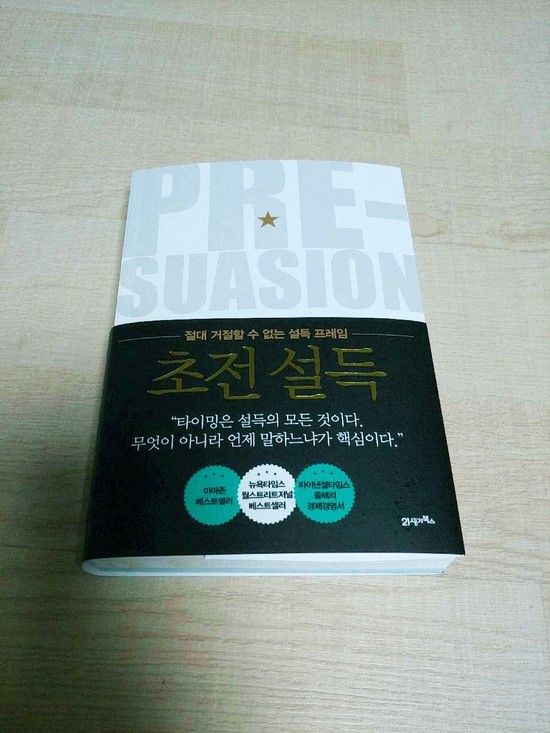 PRE-
SUASION
절대 거절할 수 없는 설득 프레임
초전 설득
“타이밍은 설득의 모든 것이다.
무엇이 아니라 언제 말하느냐가 핵심이다.”
아마존
베스트셀러
뉴욕타임스
월스트리트저널
베스트셀러
파이낸셜타임스
올해의
경제경영서
21세기북스